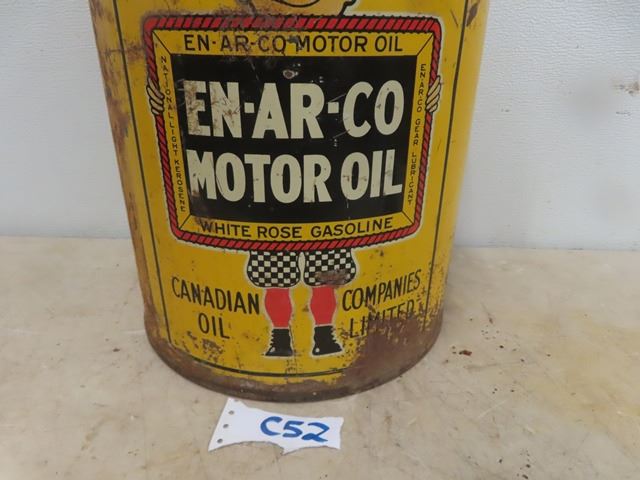 EN-AR-CO MOTOR OIL
NATIONAL LIGHT KEROSENE
EN-AR-CO
MOTOR OIL
EN-AR-CO GEAR LUBRICANT
WHITE ROSE GASOLINE
CANADIAN COMPANIES
OIL LIMITED
C52